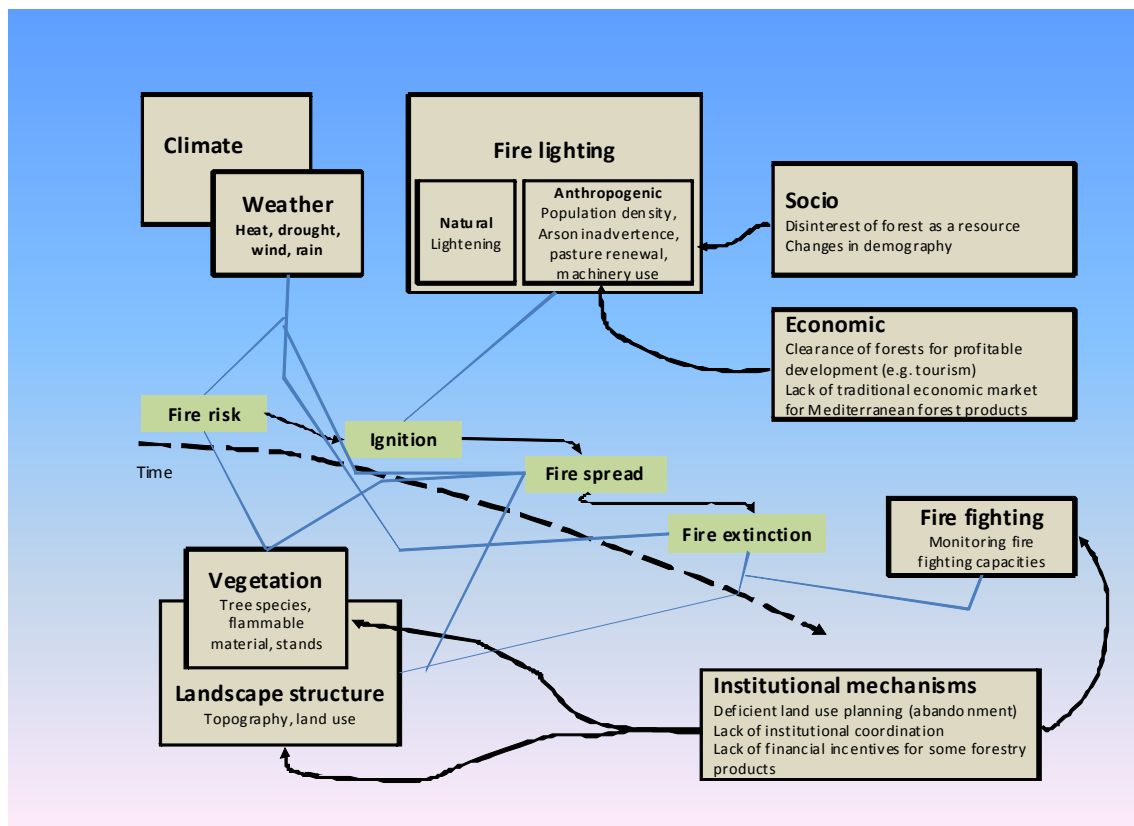 Climate
Weather
Heat, drought,
wind, rain
Fire lighting
Natural
Lightening
Anthropogenic
Population density,
Arson inadvertence,
pasture renewal,
machinery use
Socio
Disinterest of forest as a resource
Changes in demography
Economic
Clearance of forests for profitable
development (e.g. tourism)
Lack of traditional economic market
for Mediterranean forest products
Fire risk
Ignition
Time
Fire spread
Fire extinction
Fire fighting
Monitoring fire
fighting capacities
Vegetation
Tree species,
flammable
material, stands
Landscape structure
Topography, land use
Institutional mechanisms
Deficient land use planning (abandonment)
Lack of institutional coordination
Lack of financial incentives for some forestry
products